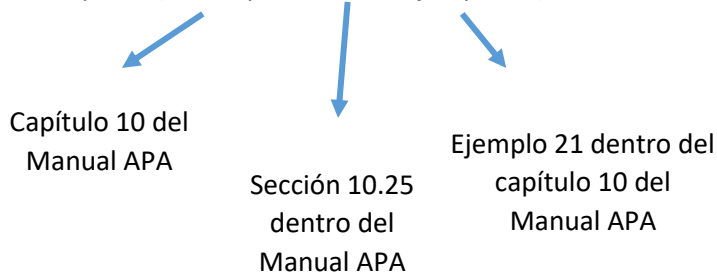 Capítulo 10 del
Manual APA
Sección 10.25
dentro del
Manual APA
Ejemplo 21 dentro del
capítulo 10 del
Manual APA